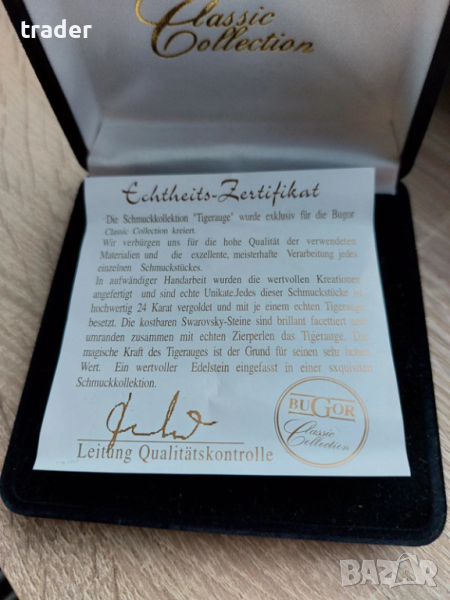 trader
Classic
Collection
Echtheits-Zertifikat
Die Schmuckkollektion "Tigerauge" wurde exklusiv für die Bugor
Classic Collection kreiert.
Wir verbürgen uns für die hohe Qualität der verwendeten
Materialien und die exzellente, meisterhafte Verarbeitung jedes
einzelnen Schmuckstückes.
In aufwändiger Handarbeit wurden die wertvollen Kreationen
angefertigt und sind echte Unikate.Jedes dieser Schmuckstücke ist
hochwertig 24 Karat vergoldet und mit je einem echten Tigerauge
besetzt. Die kostbaren Swarovsky-Steine sind brillant facettiert und
umranden zusammen mit echten Zierperlen das Tigerauge. Die
magische Kraft des Tigerauges ist der Grund für seinen sehr hohen
Wert. Ein wertvoller Edelstein eingefasst in einer sxquisiten
Schmuckkollektion.
BUGOR
Classic
Collection
Leitung Qualitätskontrolle
BAZAR